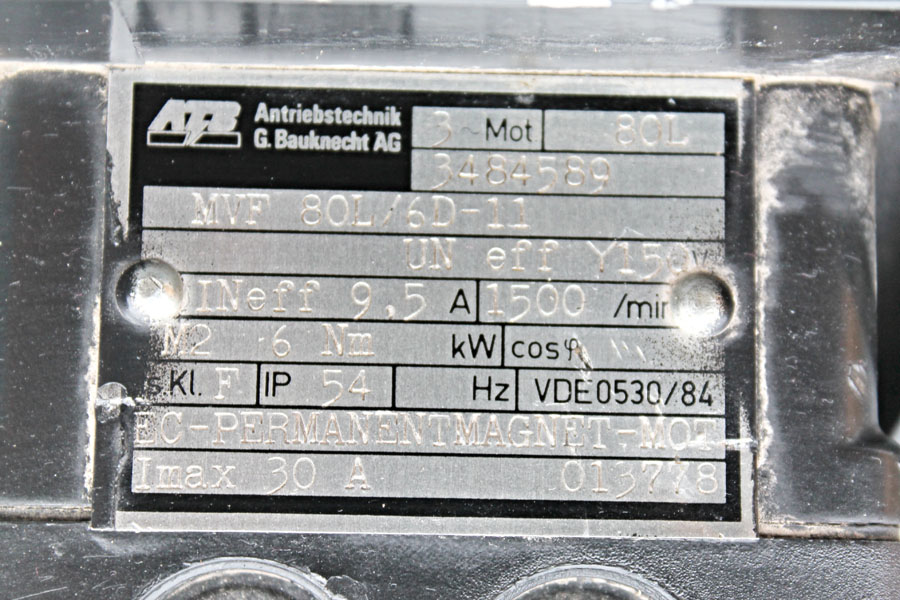 ATB Antriebstechnik G. Bauknecht AG
3 ~ Mot 80L
3484589
MVF 80L/6D-11
UN eff Y150V
INeff 9,5 A 1500 /min
M2 6 Nm kW cosφ
Kl. F IP 54 Hz VDE0530/84
EC-PERMANENTMAGNET-MOT
Imax 30 A 013778